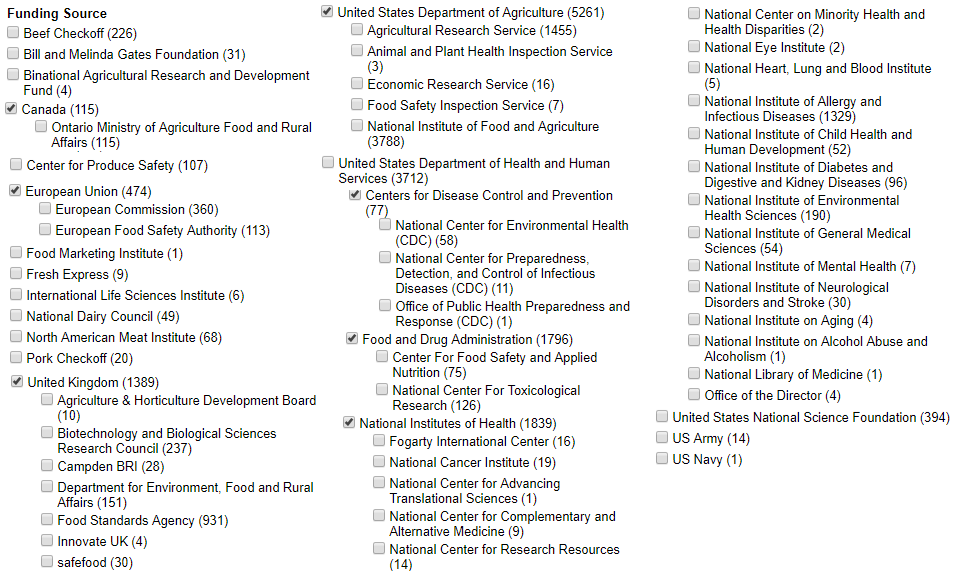 Funding Source
Beef Checkoff (226)
Bill and Melinda Gates Foundation (31)
Binational Agricultural Research and Development
Fund (4)
Canada (115)
Ontario Ministry of Agriculture Food and Rural
Affairs (115)
Center for Produce Safety (107)
European Union (474)
European Commission (360)
European Food Safety Authority (113)
Food Marketing Institute (1)
Fresh Express (9)
International Life Sciences Institute (6)
National Dairy Council (49)
North American Meat Institute (68)
Pork Checkoff (20)
United Kingdom (1389)
Agriculture & Horticulture Development Board
(10)
Biotechnology and Biological Sciences
Research Council (237)
Campden BRI (28)
Department for Environment, Food and Rural
Affairs (151)
Food Standards Agency (931)
Innovate UK (4)
safefood (30)
United States Department of Agriculture (5261)
Agricultural Research Service (1455)
Animal and Plant Health Inspection Service
(3)
Economic Research Service (16)
Food Safety Inspection Service (7)
National Institute of Food and Agriculture
(3788)
United States Department of Health and Human
Services (3712)
Centers for Disease Control and Prevention
(77)
National Center for Environmental Health
(CDC) (58)
National Center for Preparedness,
Detection, and Control of Infectious
Diseases (CDC) (11)
Office of Public Health Preparedness and
Response (CDC) (1)
Food and Drug Administration (1796)
Center For Food Safety and Applied
Nutrition (75)
National Center For Toxicological
Research (126)
National Institutes of Health (1839)
Fogarty International Center (16)
National Cancer Institute (19)
National Center for Advancing
Translational Sciences (1)
National Center for Complementary and
Alternative Medicine (9)
National Center for Research Resources
(14)
National Center on Minority Health and
Health Disparities (2)
National Eye Institute (2)
National Heart, Lung and Blood Institute
(5)
National Institute of Allergy and
Infectious Diseases (1329)
National Institute of Child Health and
Human Development (52)
National Institute of Diabetes and
Digestive and Kidney Diseases (96)
National Institute of Environmental
Health Sciences (190)
National Institute of General Medical
Sciences (54)
National Institute of Mental Health (7)
National Institute of Neurological
Disorders and Stroke (30)
National Institute on Aging (4)
National Institute on Alcohol Abuse and
Alcoholism (1)
National Library of Medicine (1)
Office of the Director (4)
United States National Science Foundation (394)
US Army (14)
US Navy (1)